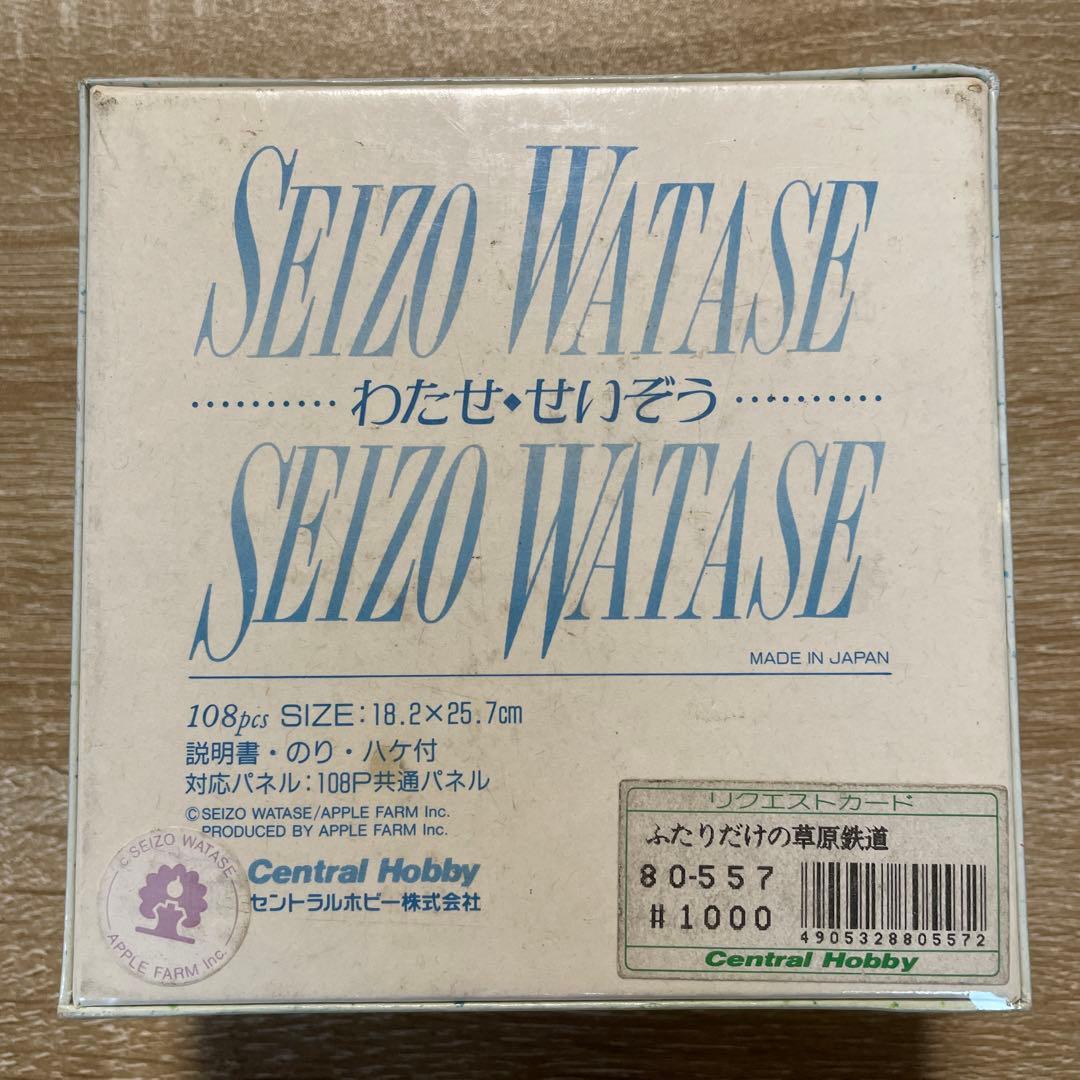 SEIZO WATASE
わたせ◆せいぞう
SEIZO WATASE
MADE IN JAPAN
108pcs SIZE:18.2×25.7cm
説明書・のり・ハケ付
対応パネル:108P共通パネル
©SEIZO WATASE/APPLE FARM Inc.
PRODUCED BY APPLE FARM Inc.
Central Hobby
セントラルホビー株式会社
© SEIZO WATASE
APPLE FARM Inc.
リクエストカード
ふたりだけの草原鉄道
80-557
#1000
4905328805572
Central Hobby